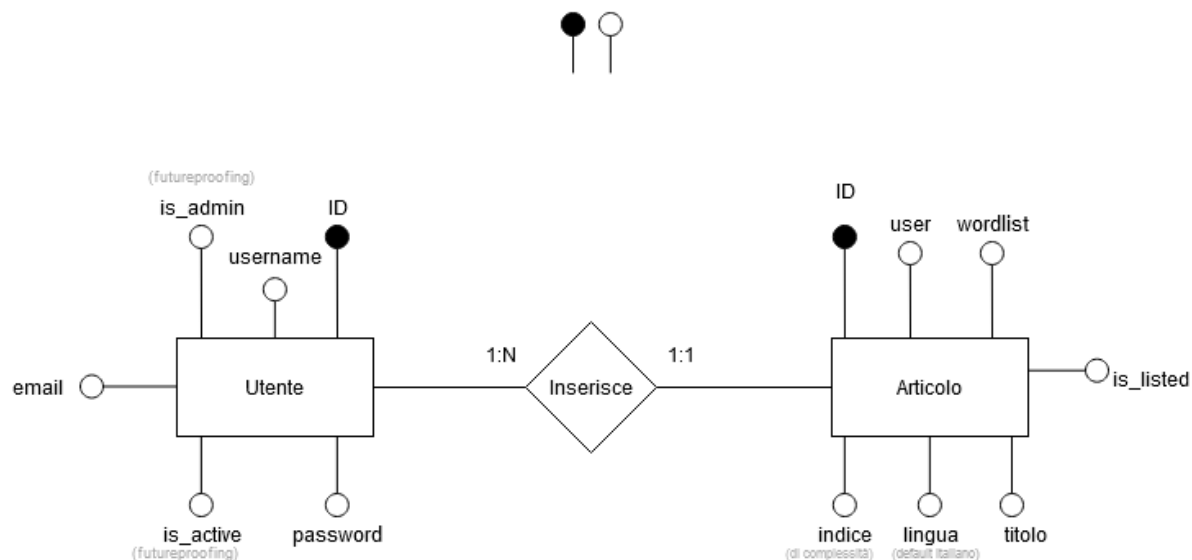 (futureproofing)
is_admin
ID
username
ID
user
wordlist
1:N
1:1
email
Utente
Inserisce
Articolo
is_listed
is_active
(futureproofing)
password
indice
(di complessità)
lingua
(default Italiano)
titolo